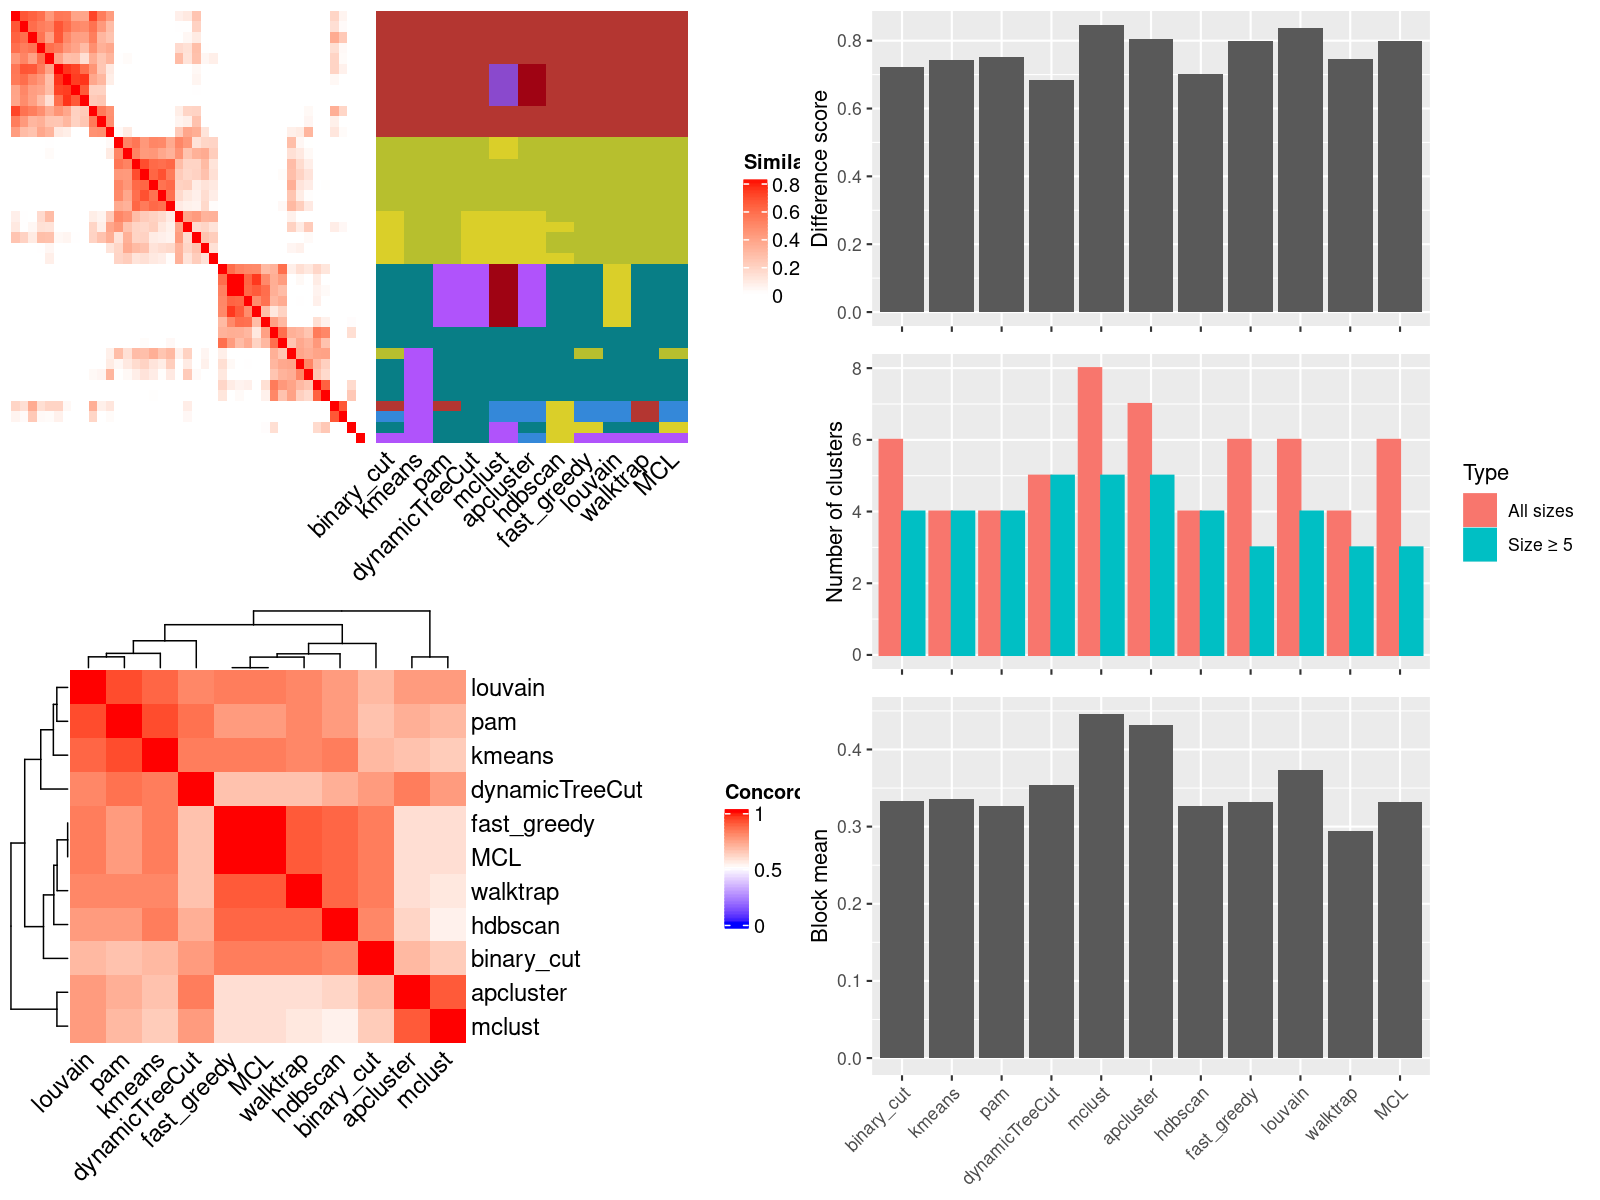 Simila
0.8
0.6
0.4
0.2
0
binary_cut
kmeans
pam
dynamicTreeCut
mclust
apcluster
hdbscan
fast_greedy
louvain
walktrap
MCL
louvain
pam
kmeans
dynamicTreeCut
fast_greedy
MCL
walktrap
hdbscan
binary_cut
apcluster
mclust
louvain
pam
kmeans
dynamicTreeCut
fast_greedy
MCL
walktrap
hdbscan
binary_cut
apcluster
mclust
Concord
1
0.5
0
Difference score
0.8
0.6
0.4
0.2
0.0
Number of clusters
8
6
4
2
0
Type
All sizes
Size ≥ 5
Block mean
0.4
0.3
0.2
0.1
0.0
binary_cut
kmeans
pam
dynamicTreeCut
mclust
apcluster
hdbscan
fast_greedy
louvain
walktrap
MCL